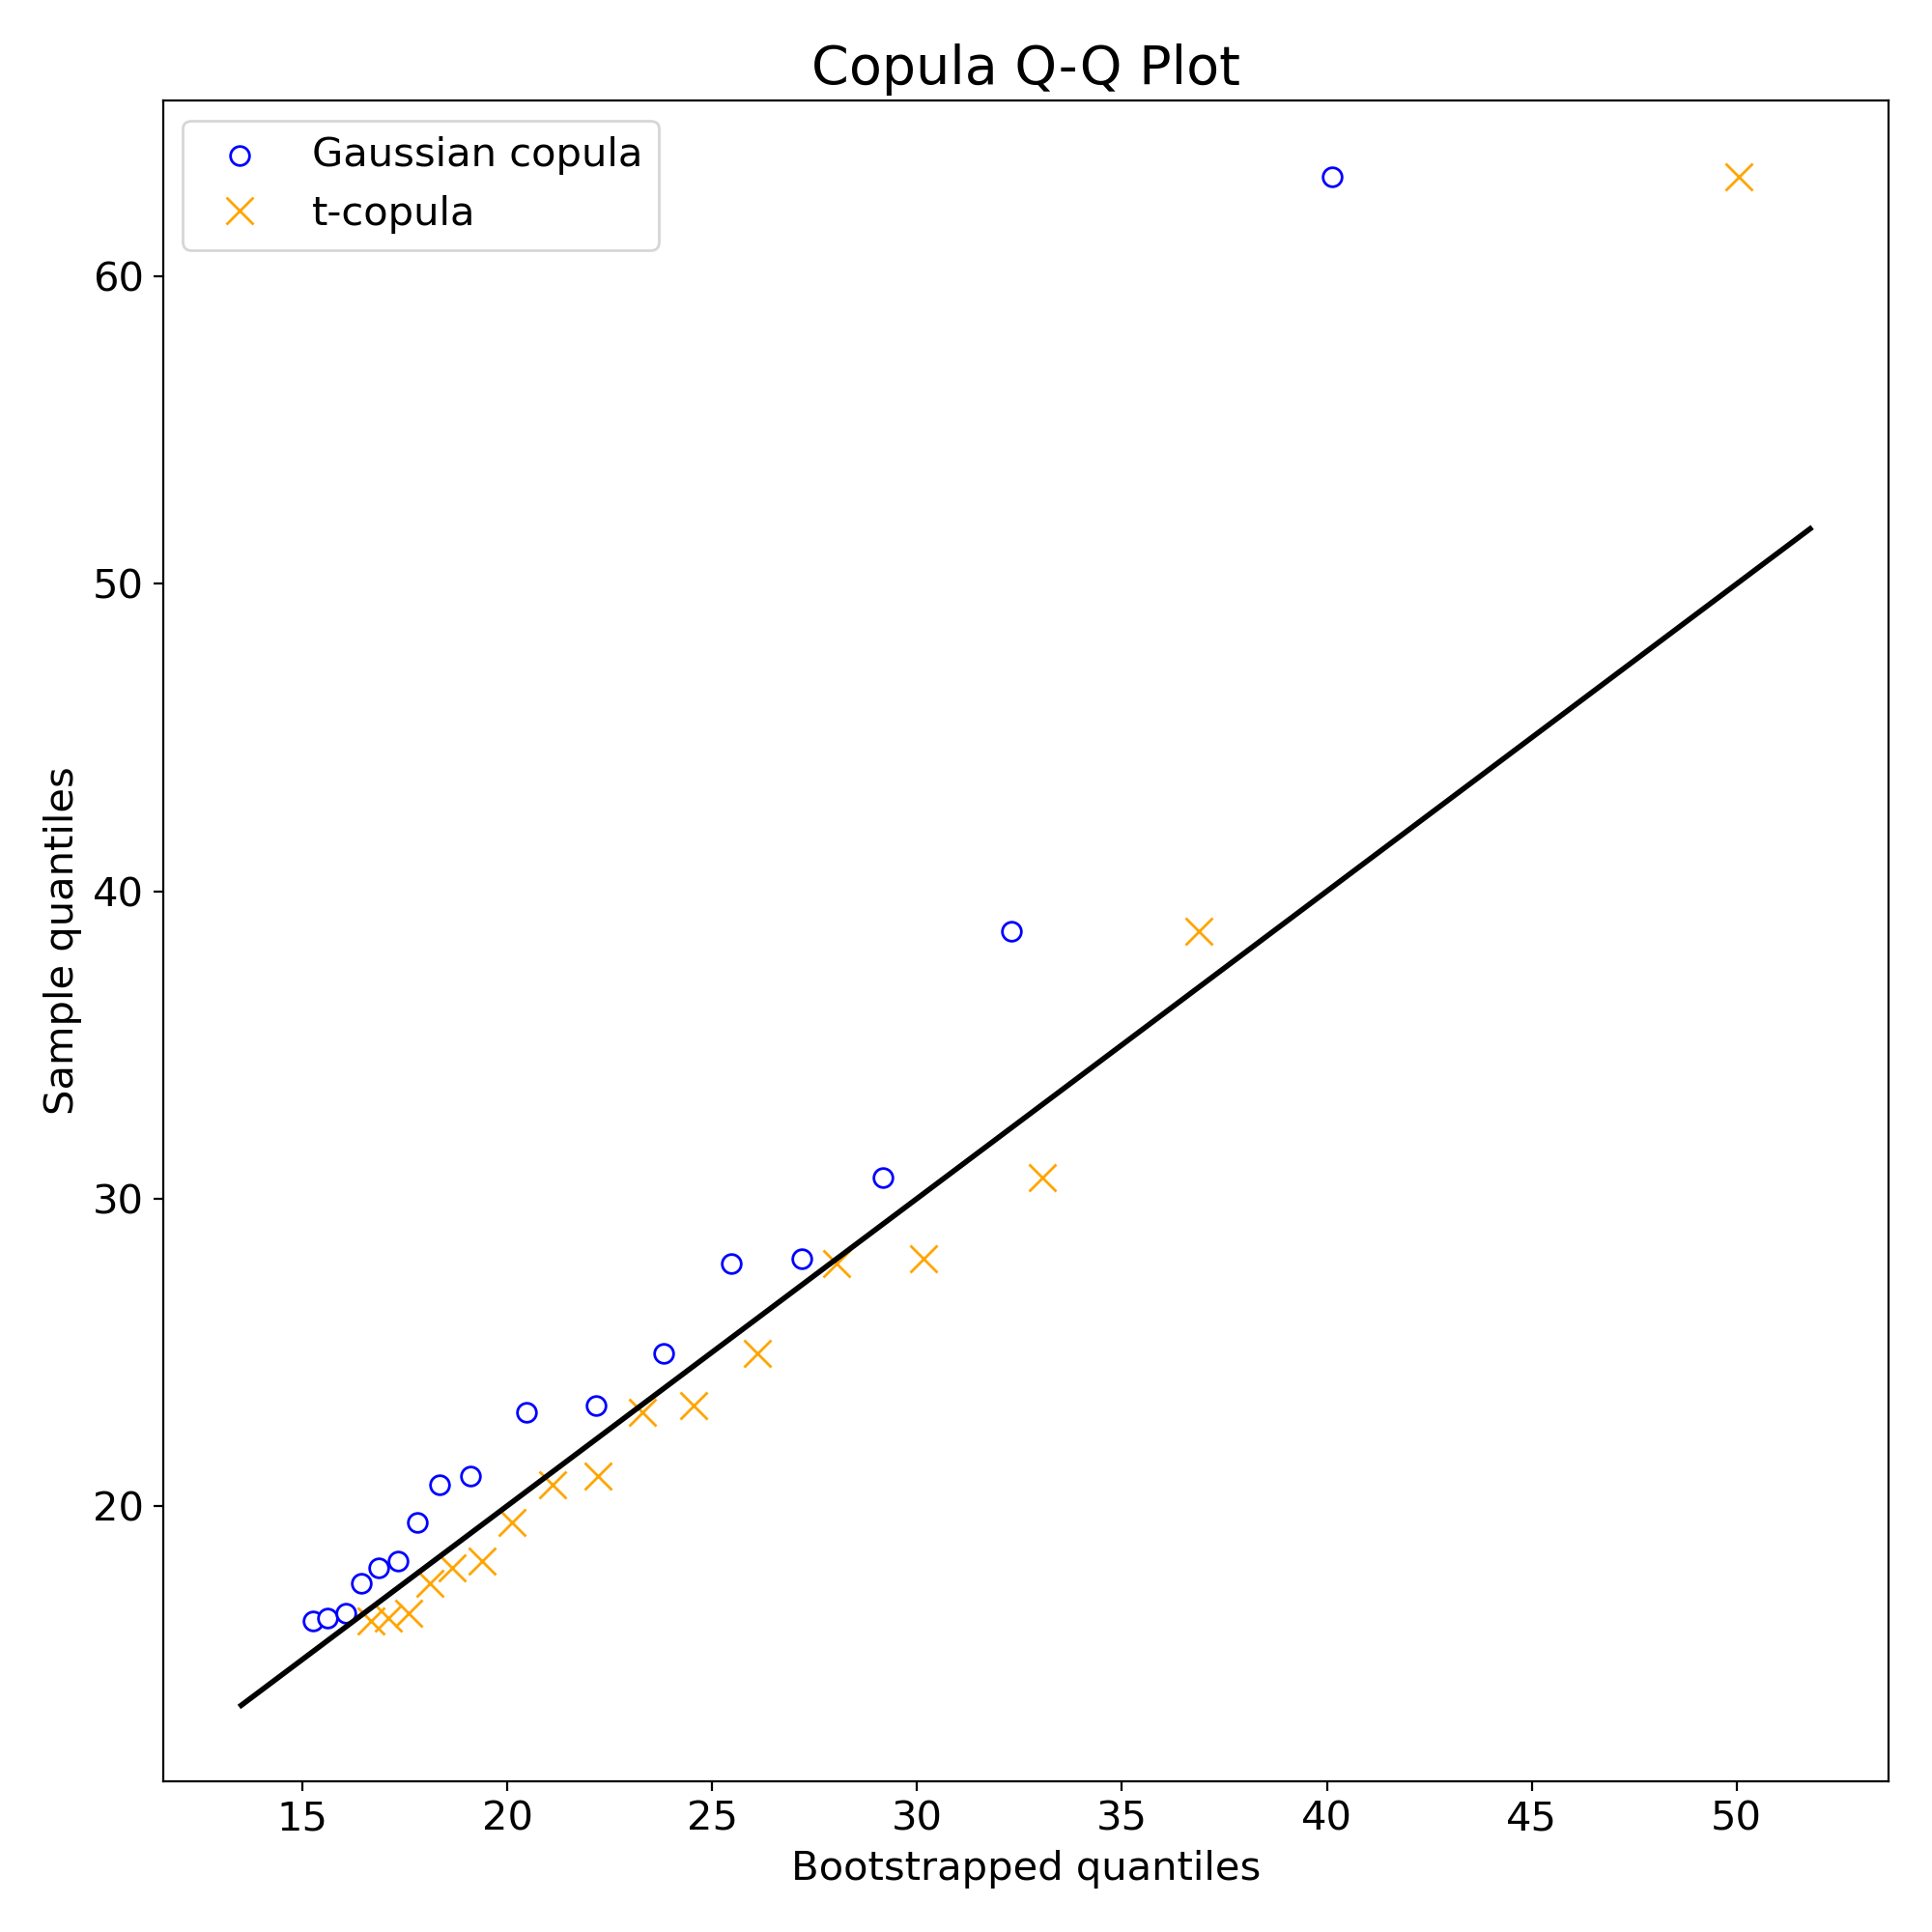 Copula Q-Q Plot
Gaussian copula
t-copula
60
50
40
30
20
Sample quantiles
15 20 25 30 35 40 45 50
Bootstrapped quantiles